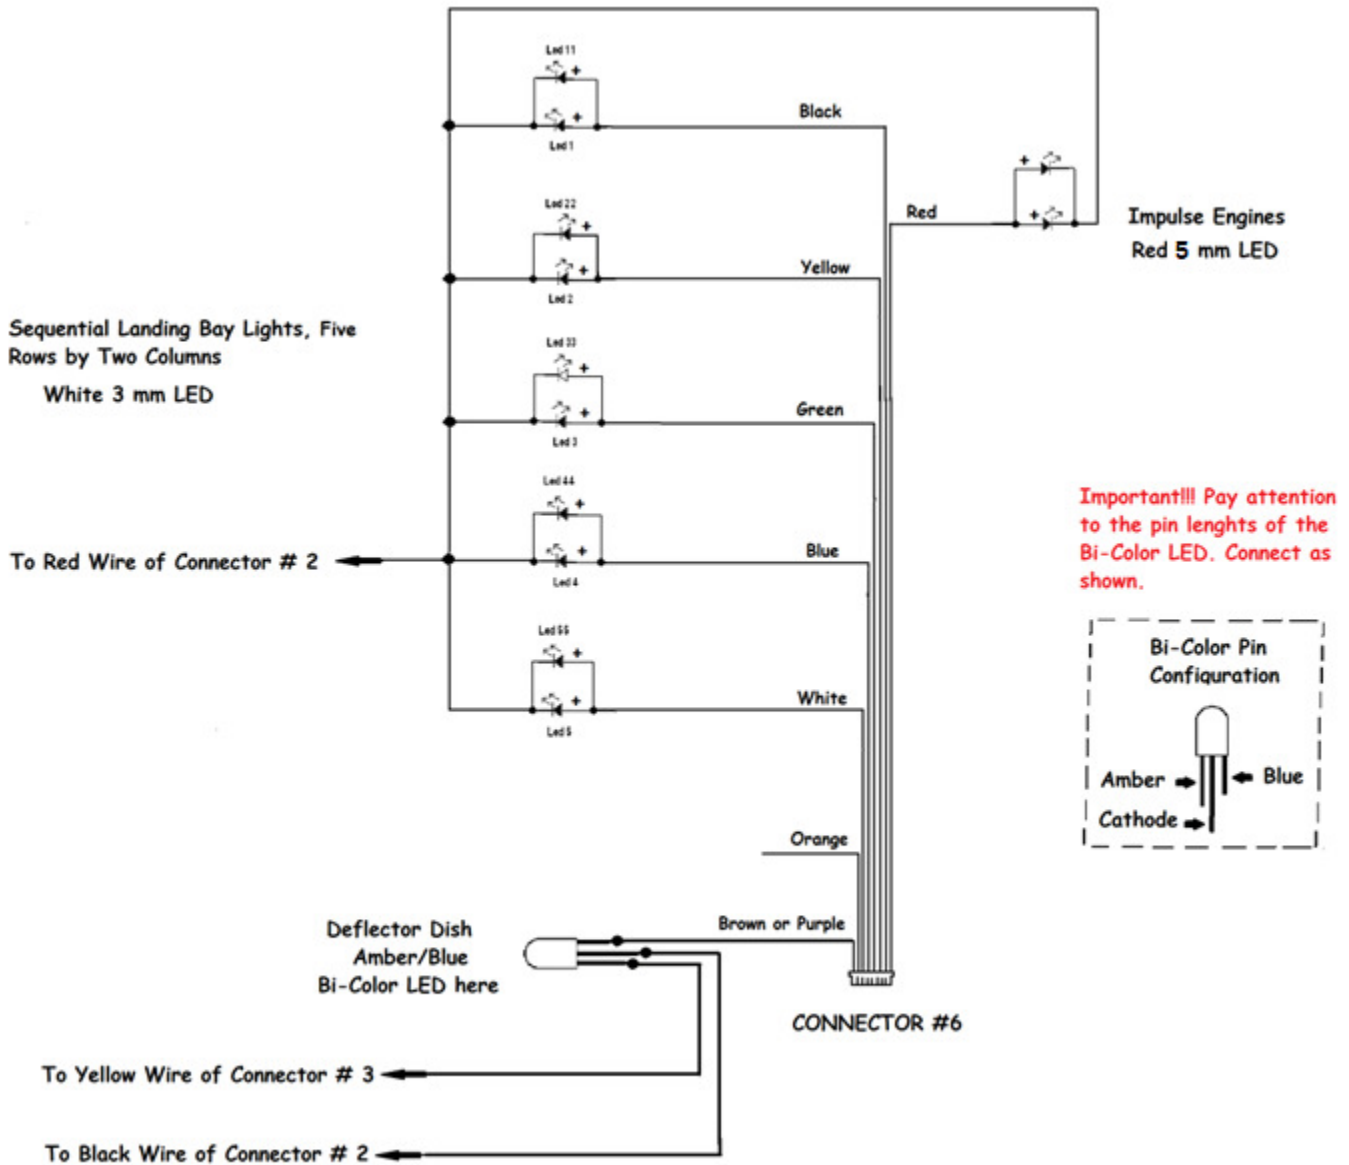 Led 11
+
+
Led 1
Black
Led 22
+
+
Led 2
Yellow
Red
+
+
Impulse Engines
Red 5 mm LED
Sequential Landing Bay Lights, Five
Rows by Two Columns
White 3 mm LED
Led 33
+
+
Led 3
Green
Led 44
+
+
Led 4
Blue
To Red Wire of Connector # 2
Important!!! Pay attention
to the pin lenghts of the
Bi-Color LED. Connect as
shown.
Led 55
+
+
Led 5
White
Bi-Color Pin
Confiquration
Amber
Blue
Cathode
Orange
Brown or Purple
Deflector Dish
Amber/Blue
Bi-Color LED here
CONNECTOR #6
To Yellow Wire of Connector # 3
To Black Wire of Connector # 2